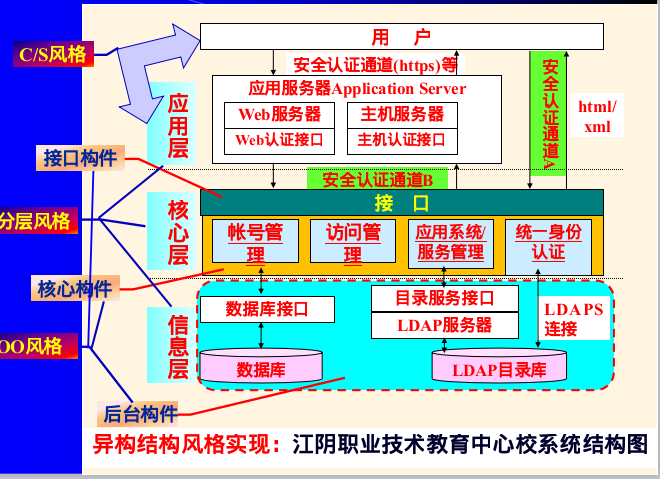 用 户
C/S风格
安全认证通道(https)等
应用服务器Application Server
Web服务器
主机服务器
Web认证接口
主机认证接口
安全认证通道A
html/
xml
应用层
接口构件
安全认证通道B
接 口
分层风格
核心层
帐号管
理
访问管
理
应用系统/
服务管理
统一身份
认证
核心构件
信息层
数据库接口
目录服务接口
LDAP服务器
LDAPS
连接
OO风格
数据库
LDAP目录库
后台构件
异构结构风格实现：江阴职业技术教育中心校系统结构图